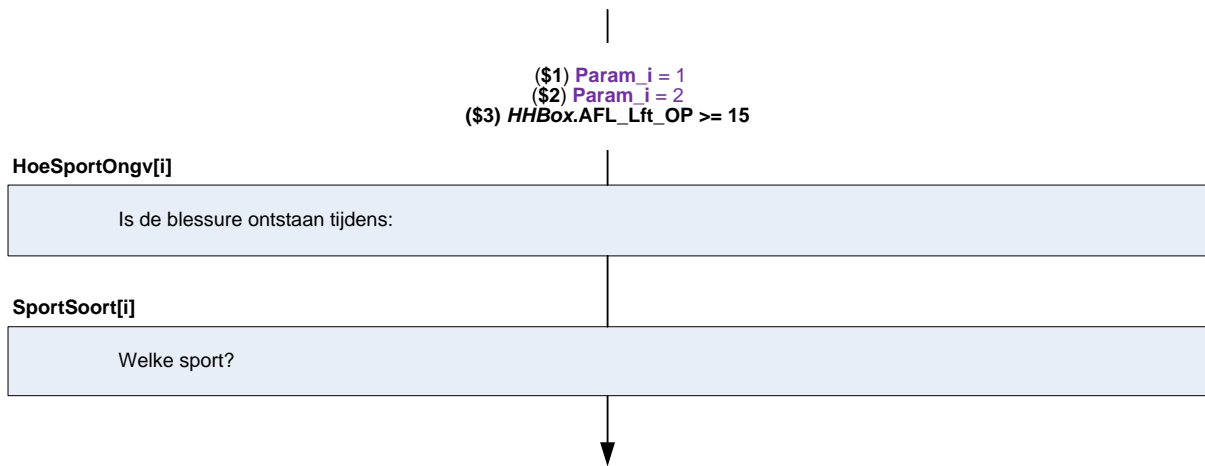 ($1) Param_i = 1
($2) Param_i = 2
($3) HHBox.AFL_Lft_OP >= 15
HoeSportOngv[i]
Is de blessure ontstaan tijdens:
SportSoort[i]
Welke sport?